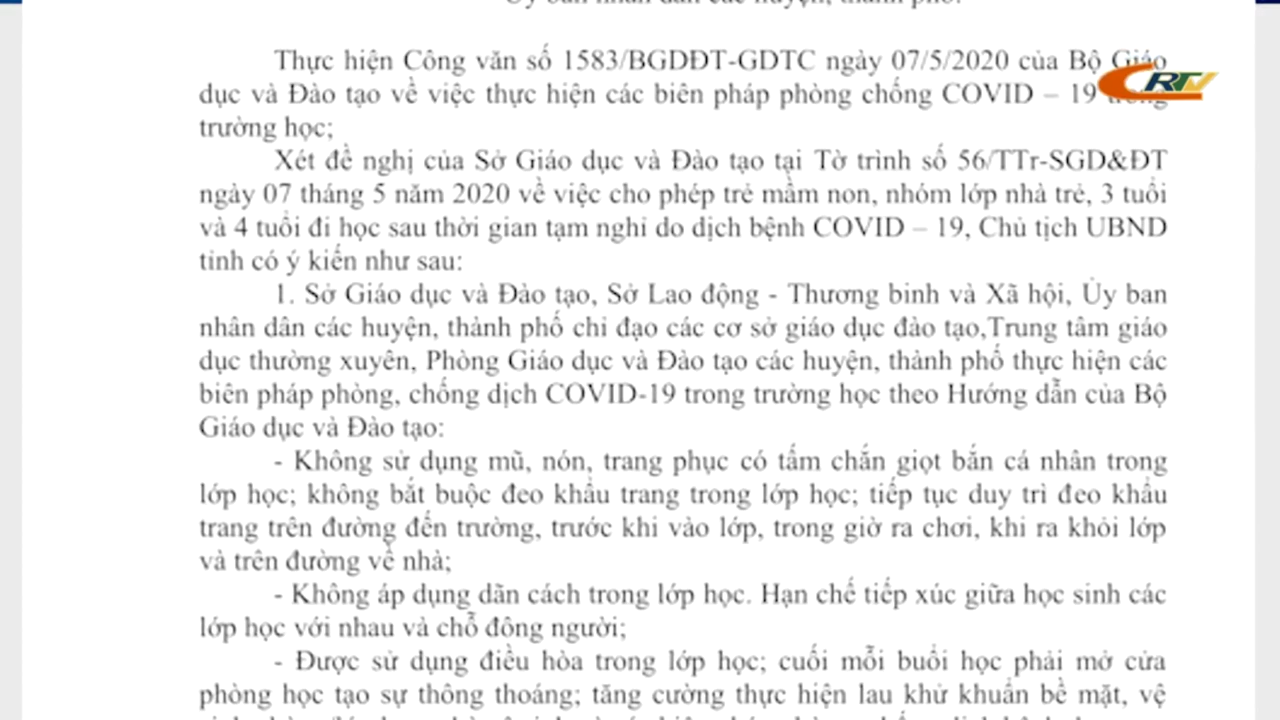 Thực hiện Công văn số 1583/BGDĐT-GDTC ngày 07/5/2020 của Bộ Giáo
CRTV
dục và Đào tạo về việc thực hiện các biên pháp phòng chống COVID – 19 trong
trường học;
Xét đề nghị của Sở Giáo dục và Đào tạo tại Tờ trình số 56/TTr-SGD&ĐT
ngày 07 tháng 5 năm 2020 về việc cho phép trẻ mầm non, nhóm lớp nhà trẻ, 3 tuổi
và 4 tuổi đi học sau thời gian tạm nghỉ do dịch bệnh COVID – 19, Chủ tịch UBND
tỉnh có ý kiến như sau:
1. Sở Giáo dục và Đào tạo, Sở Lao động - Thương binh và Xã hội, Ủy ban
nhân dân các huyện, thành phố chỉ đạo các cơ sở giáo dục đào tạo,Trung tâm giáo
dục thường xuyên, Phòng Giáo dục và Đào tạo các huyện, thành phố thực hiện các
biên pháp phòng, chống dịch COVID-19 trong trường học theo Hướng dẫn của Bộ
Giáo dục và Đào tạo:
- Không sử dụng mũ, nón, trang phục có tấm chắn giọt bắn cá nhân trong
lớp học; không bắt buộc đeo khẩu trang trong lớp học; tiếp tục duy trì đeo khẩu
trang trên đường đến trường, trước khi vào lớp, trong giờ ra chơi, khi ra khỏi lớp
và trên đường về nhà;
- Không áp dụng dãn cách trong lớp học. Hạn chế tiếp xúc giữa học sinh các
lớp học với nhau và chỗ đông người;
- Được sử dụng điều hòa trong lớp học; cuối mỗi buổi học phải mở cửa
phòng học tạo sự thông thoáng; tăng cường thực hiện lau khử khuẩn bề mặt, vệ